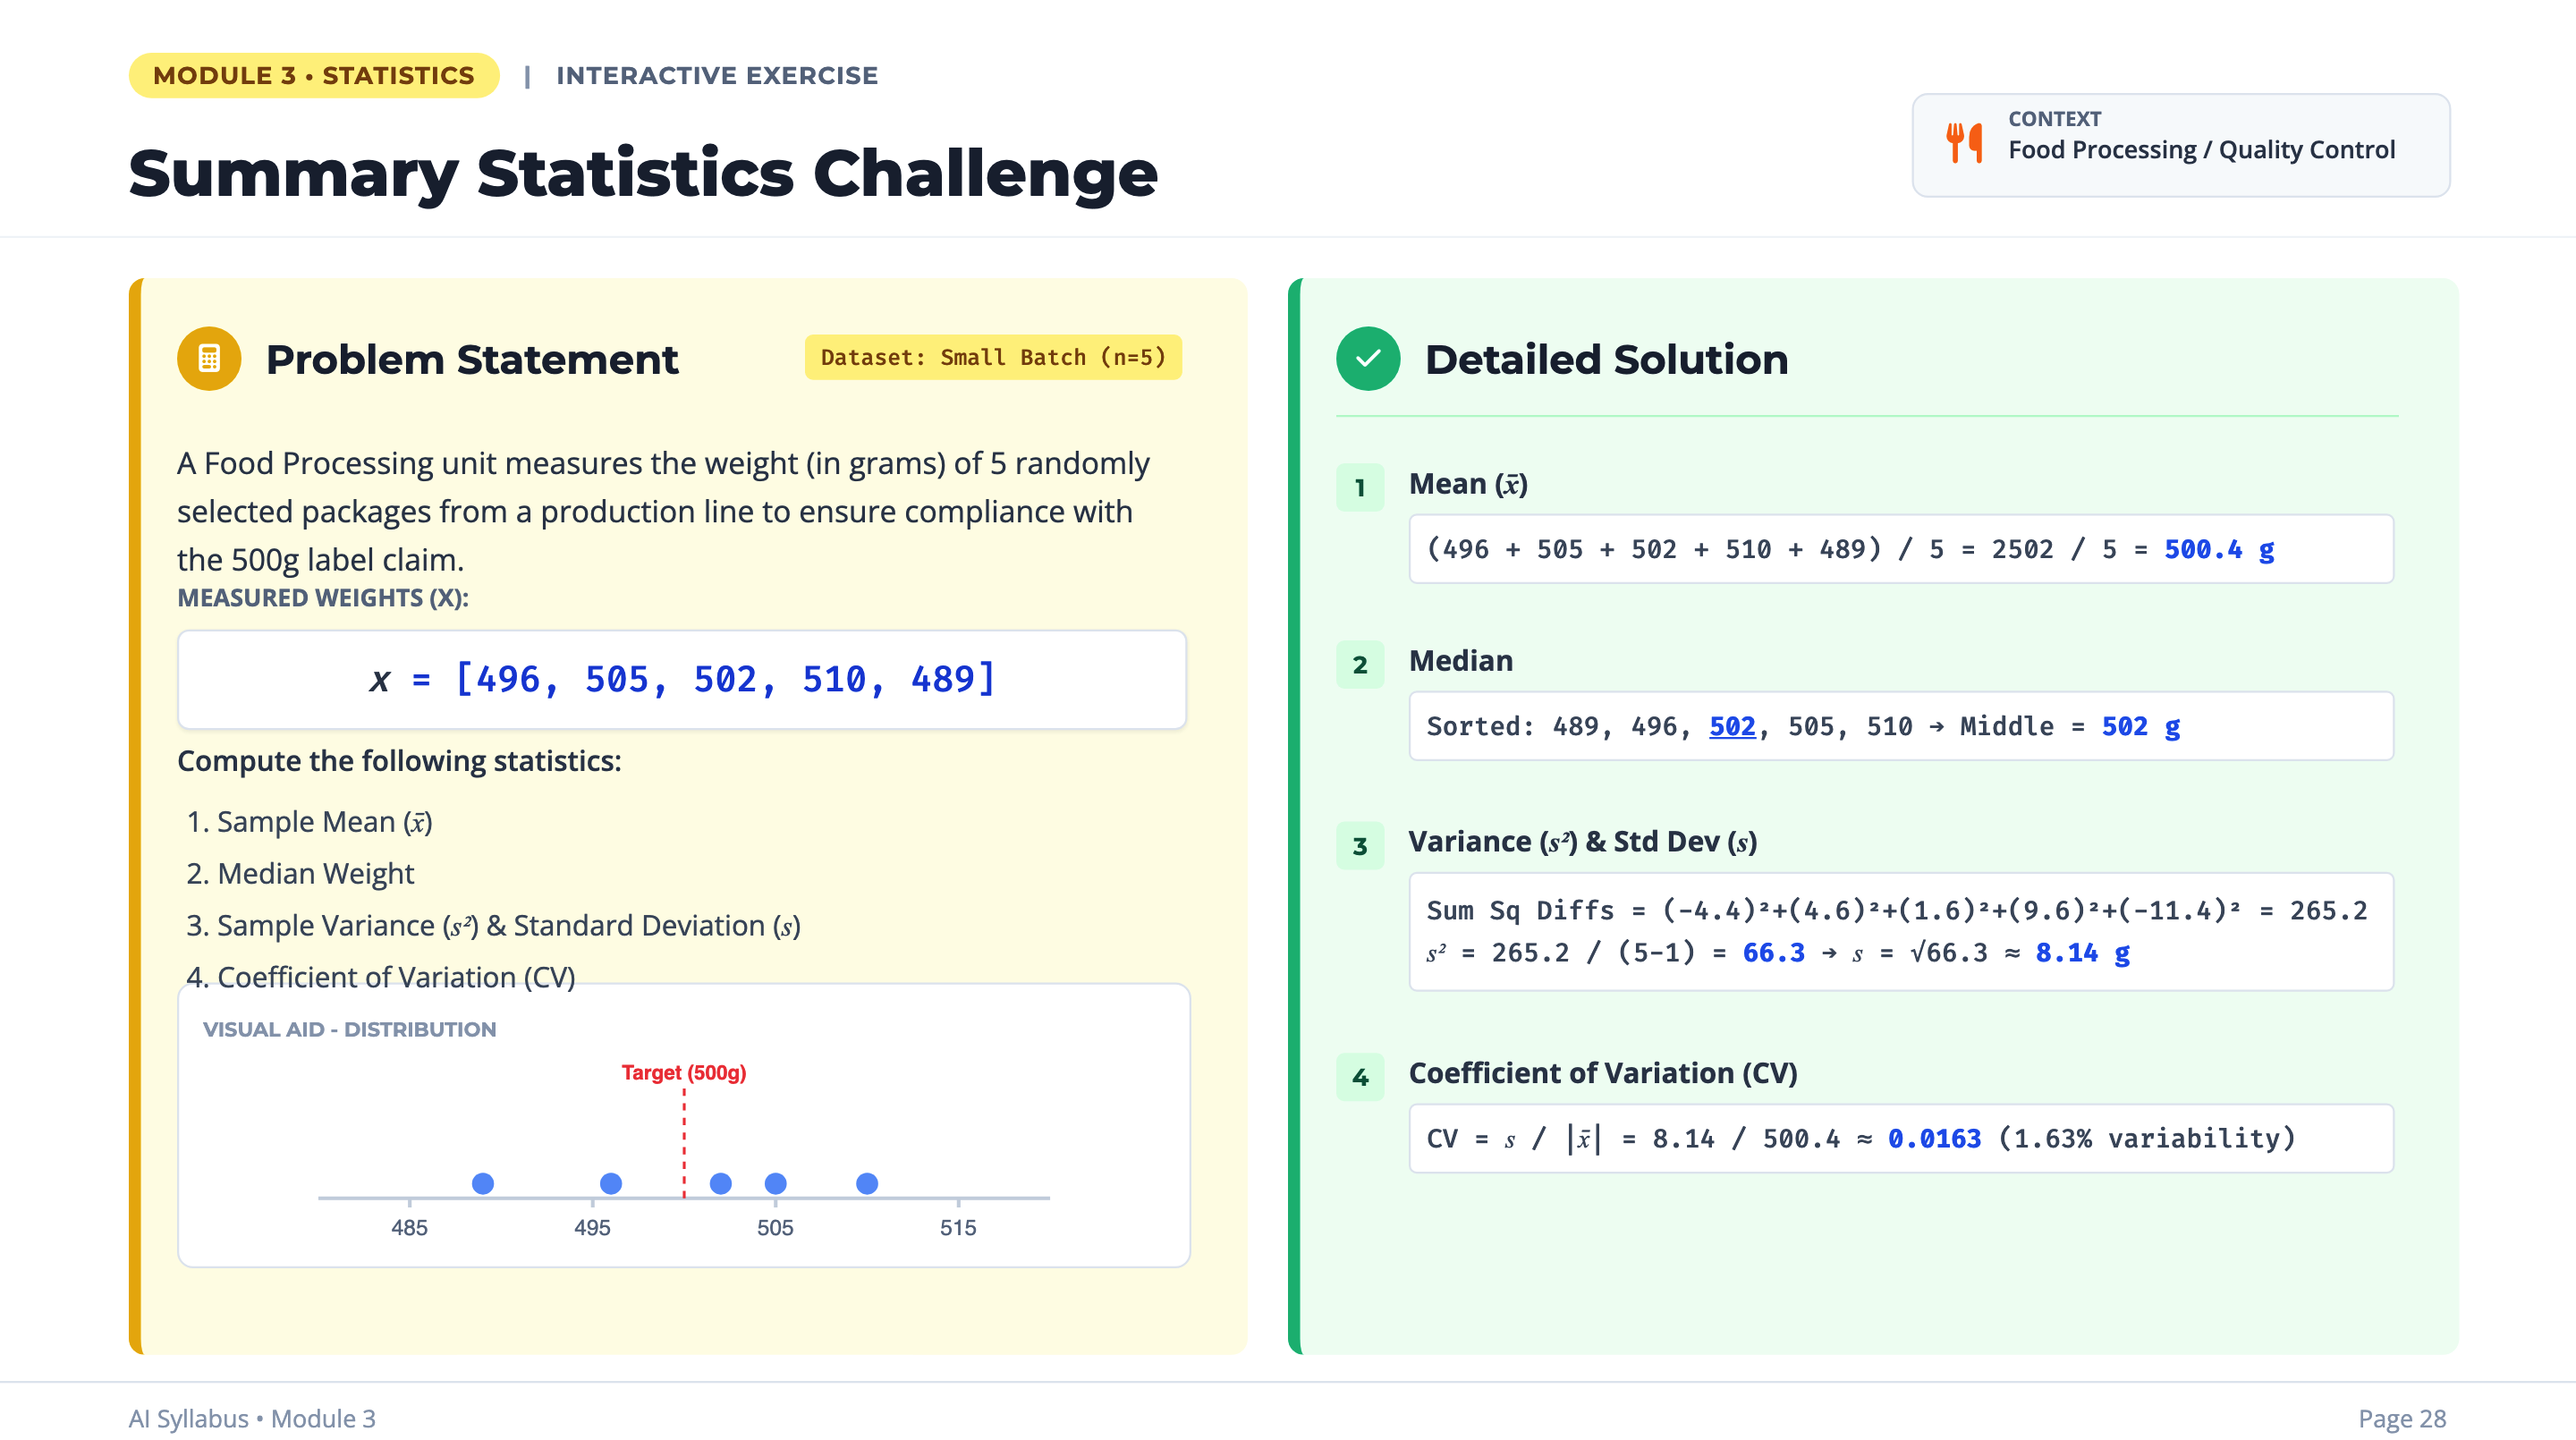 MODULE 3 • STATISTICS | INTERACTIVE EXERCISE
Summary Statistics Challenge
CONTEXT
Food Processing / Quality Control
Problem Statement
Dataset: Small Batch (n=5)
A Food Processing unit measures the weight (in grams) of 5 randomly
selected packages from a production line to ensure compliance with
the 500g label claim.
MEASURED WEIGHTS (X):
x = [496, 505, 502, 510, 489]
Compute the following statistics:
1. Sample Mean (x̄)
2. Median Weight
3. Sample Variance (s²) & Standard Deviation (s)
4. Coefficient of Variation (CV)
VISUAL AID - DISTRIBUTION
Target (500g)
485 495 505 515
Detailed Solution
1 Mean (x̄)
(496 + 505 + 502 + 510 + 489) / 5 = 2502 / 5 = 500.4 g
2 Median
Sorted: 489, 496, 502, 505, 510 → Middle = 502 g
3 Variance (s²) & Std Dev (s)
Sum Sq Diffs = (-4.4)²+(4.6)²+(1.6)²+(9.6)²+(-11.4)² = 265.2
s² = 265.2 / (5-1) = 66.3 → s = √66.3 ≈ 8.14 g
4 Coefficient of Variation (CV)
CV = s / |x̄| = 8.14 / 500.4 ≈ 0.0163 (1.63% variability)
AI Syllabus • Module 3
Page 28